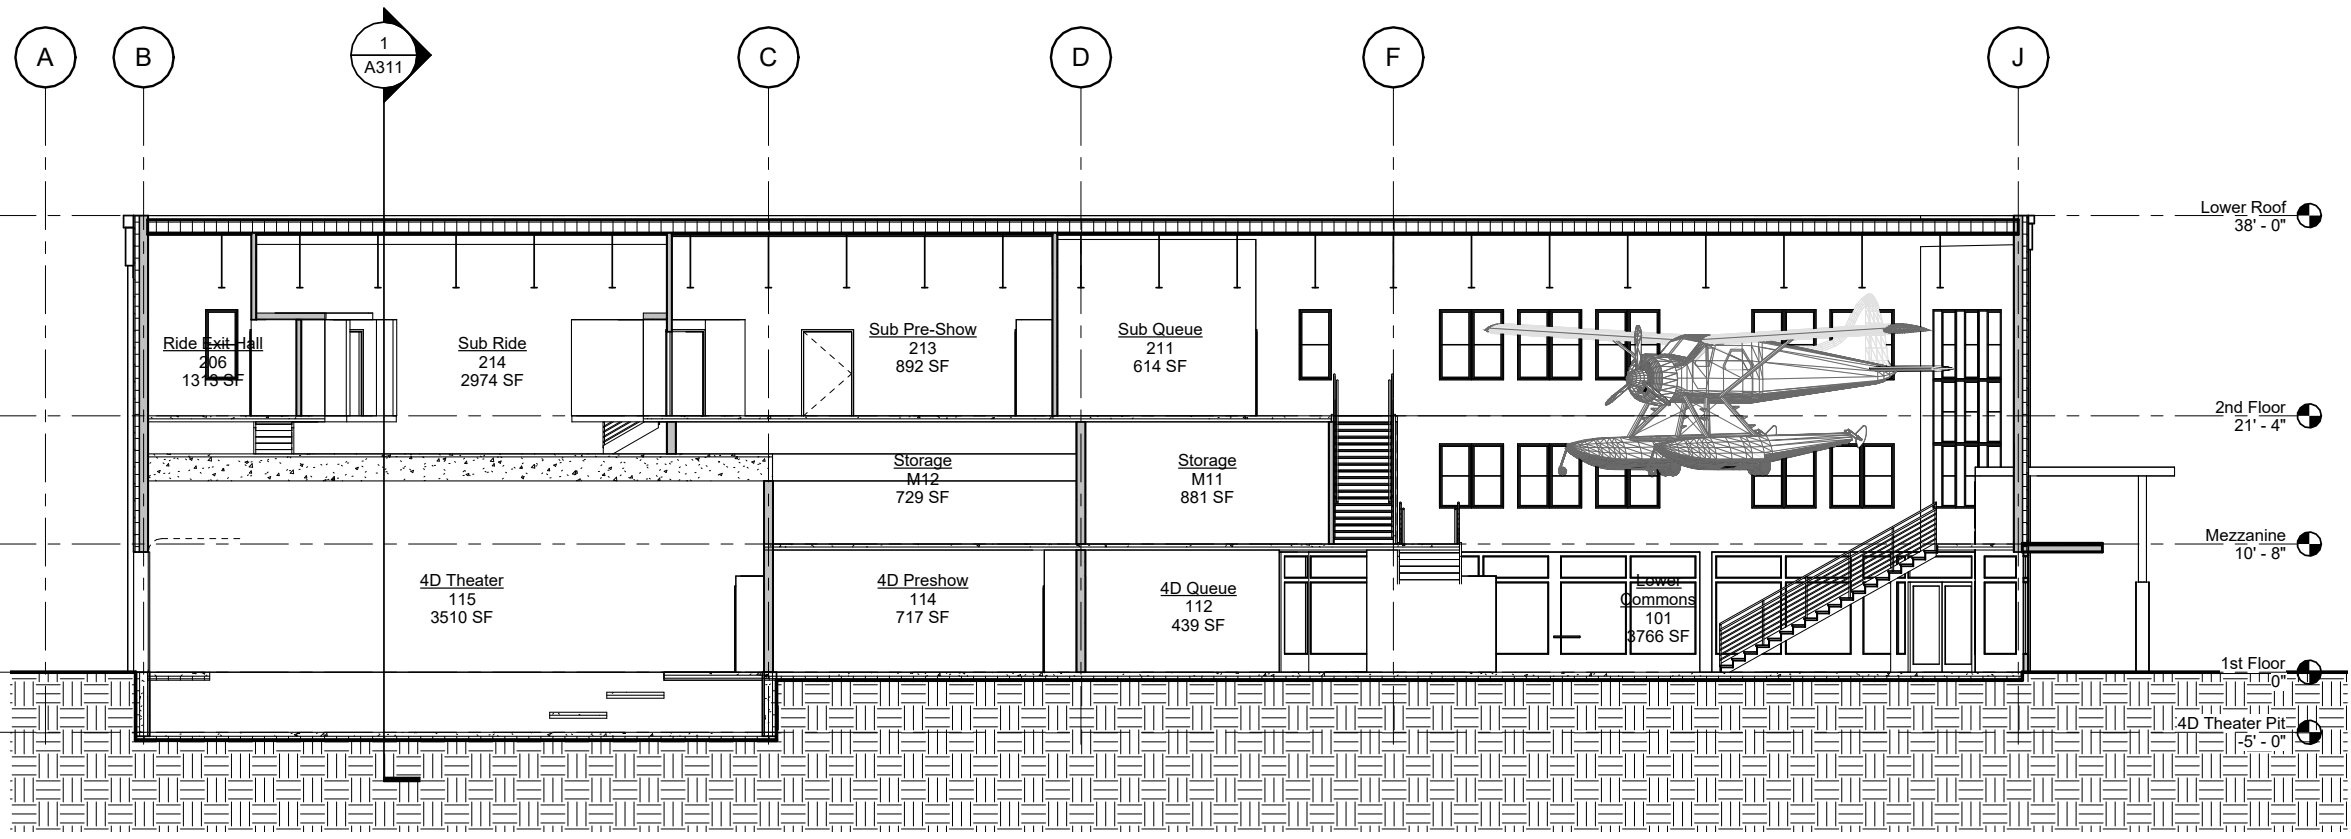 A
B
1
A311
C
D
F
J
Lower Roof
38' - 0"
Ride Exit Hall
206
1313 SF
Sub Ride
214
2974 SF
Sub Pre-Show
213
892 SF
Sub Queue
211
614 SF
2nd Floor
21' - 4"
Storage
M12
729 SF
Storage
M11
881 SF
Mezzanine
10' - 8"
4D Theater
115
3510 SF
4D Preshow
114
717 SF
4D Queue
112
439 SF
Lower
Commons
101
3766 SF
1st Floor
0"
4D Theater Pit
-5' - 0"